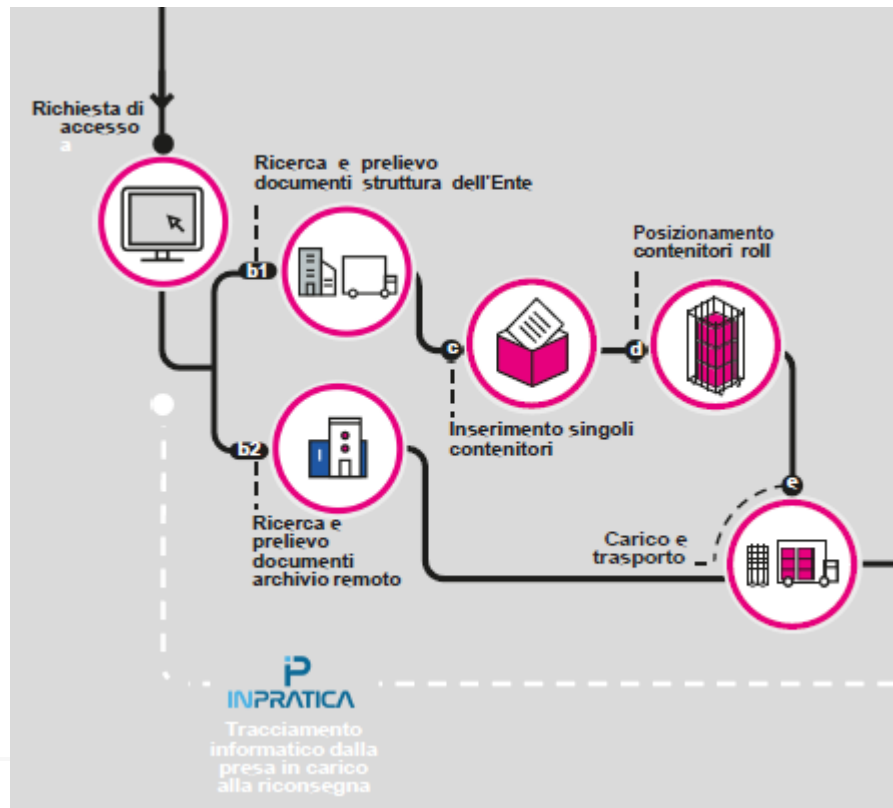 Richiesta di
accesso
a
Ricerca e prelievo
documenti struttura dell'Ente
b1
Posizionamento
contenitori roll
c
d
Inserimento singoli
contenitori
b2
Ricerca e
prelievo
documenti
archivio remoto
e
Carico e
trasporto
iP
INPRATICA
Tracciamento
informatico dalla
presa in carico
alla riconsegna